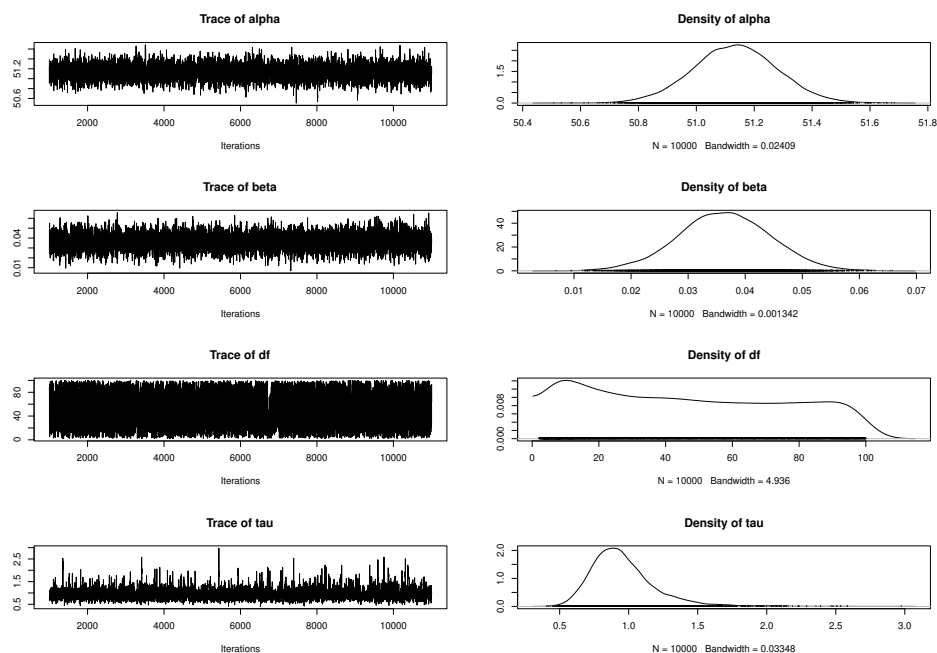 Trace of alpha
50.6 51.2
2000 4000 6000 8000 10000
Iterations
Density of alpha
0.0 1.5
50.4 50.6 50.8 51.0 51.2 51.4 51.6 51.8
N = 10000 Bandwidth = 0.02409
Trace of beta
0.01 0.04
2000 4000 6000 8000 10000
Iterations
Density of beta
0 20 40
0.01 0.02 0.03 0.04 0.05 0.06 0.07
N = 10000 Bandwidth = 0.001342
Trace of df
0 40 80
2000 4000 6000 8000 10000
Iterations
Density of df
0.000 0.008
0 20 40 60 80 100
N = 10000 Bandwidth = 4.936
Trace of tau
0.5 1.5 2.5
2000 4000 6000 8000 10000
Iterations
Density of tau
0.0 1.0 2.0
0.5 1.0 1.5 2.0 2.5 3.0
N = 10000 Bandwidth = 0.03348